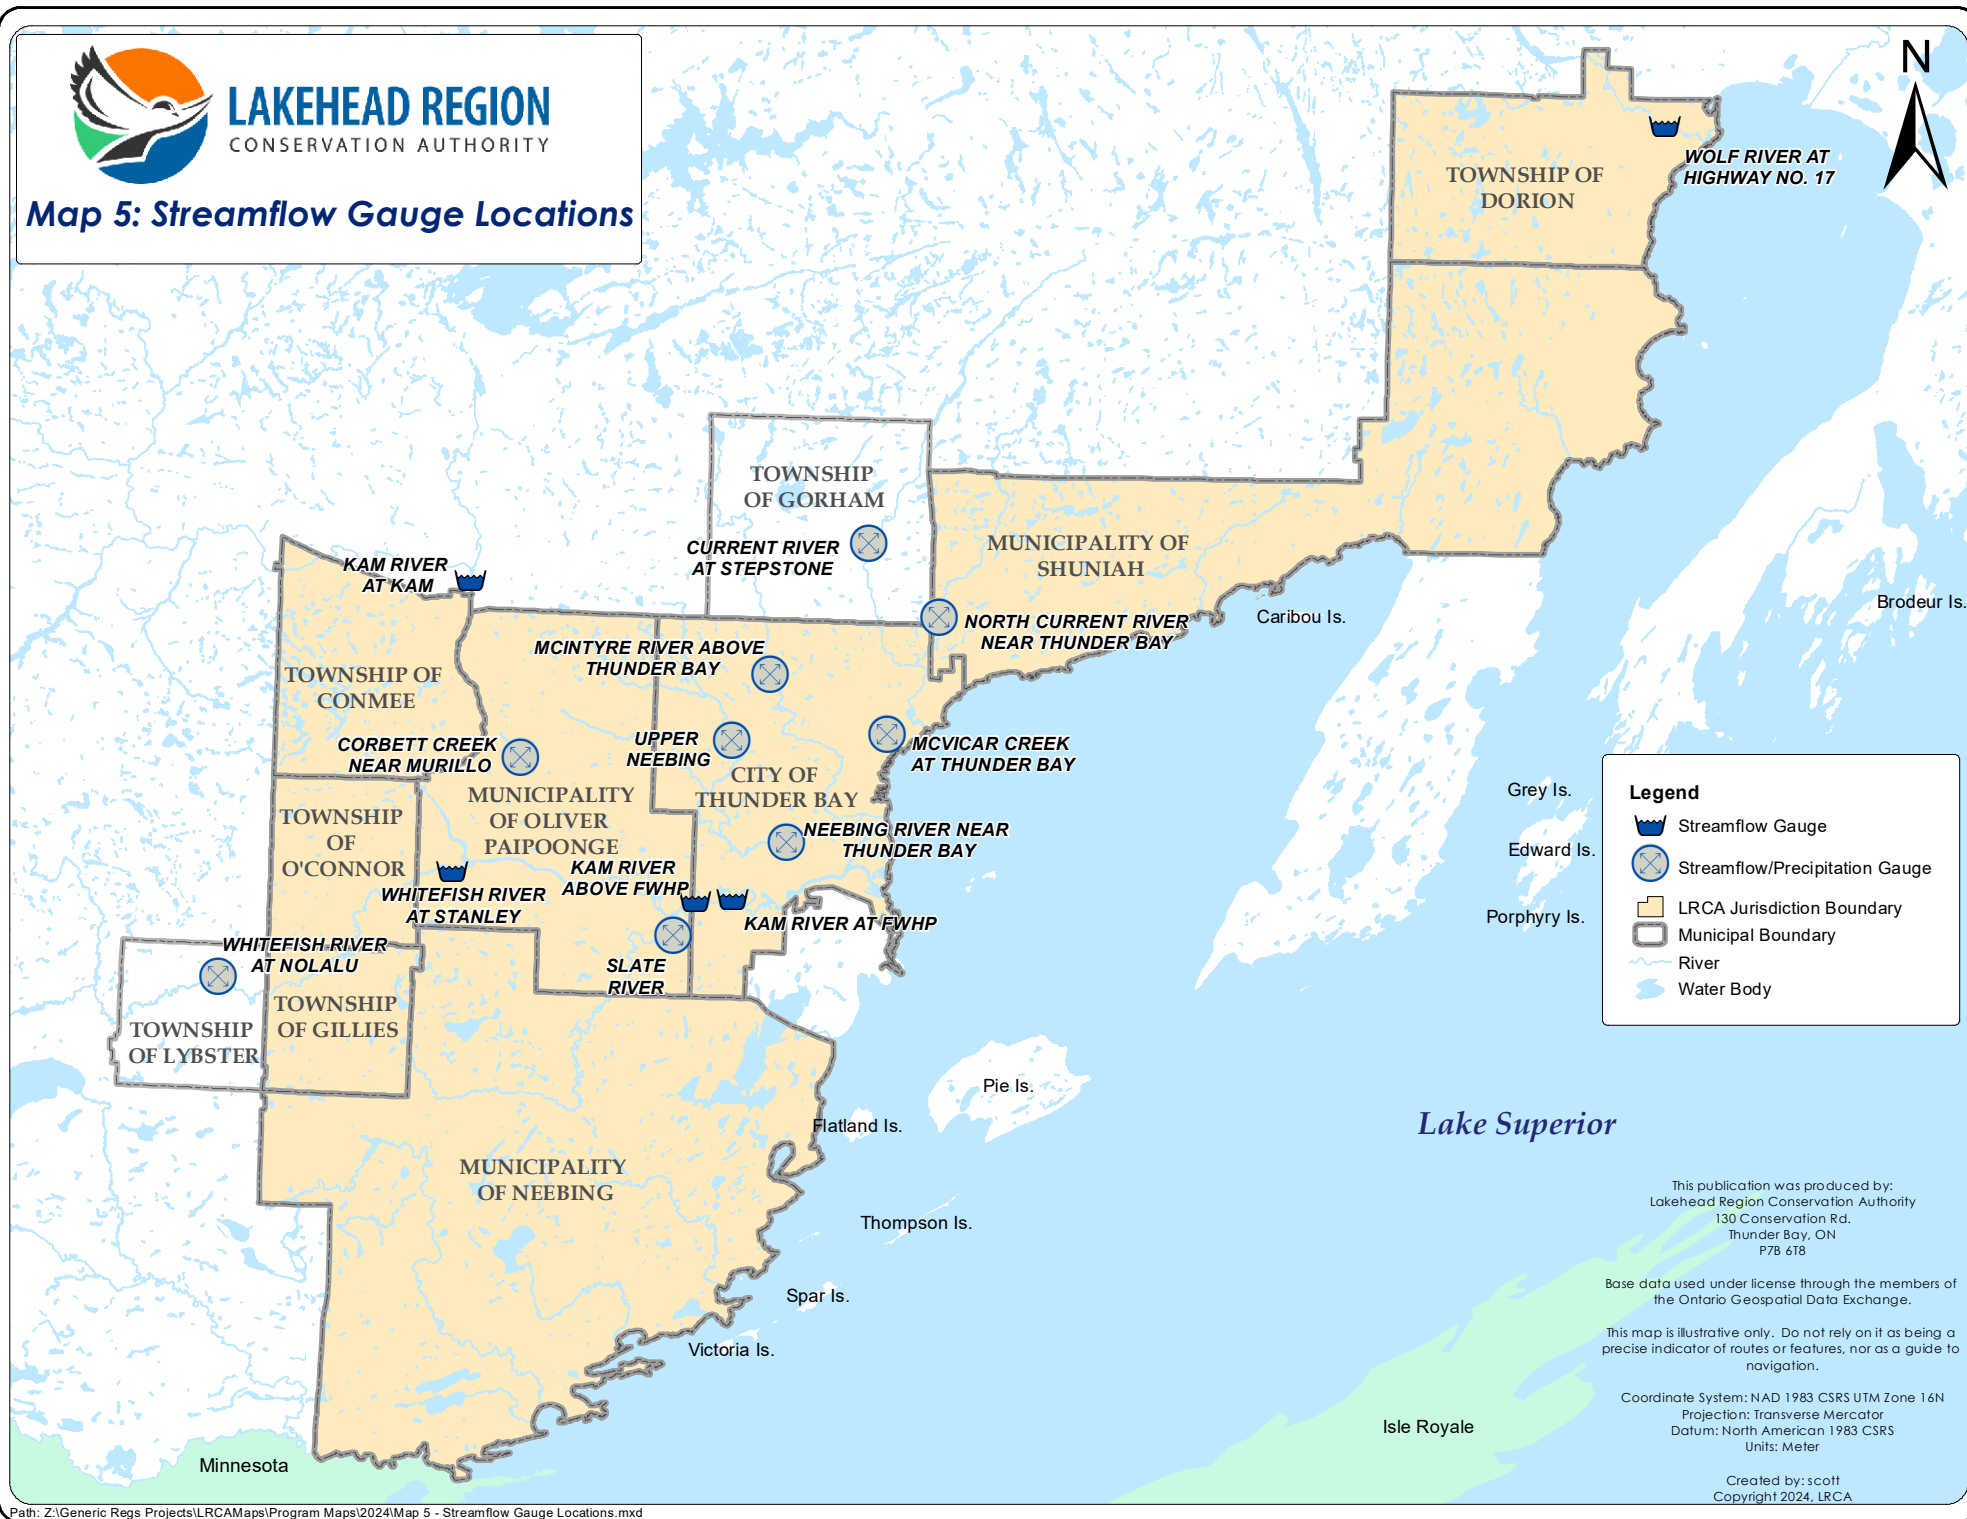 LAKEHEAD REGION
CONSERVATION AUTHORITY
Map 5: Streamflow Gauge Locations
N
WOLF RIVER AT
HIGHWAY NO. 17
TOWNSHIP OF
DORION
TOWNSHIP
OF GORHAM
CURRENT RIVER
AT STEPSTONE
MUNICIPALITY OF
SHUNIAH
KAM RIVER
AT KAM
Caribou Is.
Brodeur Is.
NORTH CURRENT RIVER
NEAR THUNDER BAY
MCINTYRE RIVER ABOVE
THUNDER BAY
TOWNSHIP OF
CONMEE
CORBETT CREEK
NEAR MURILLO
UPPER
NEEBING
MCVICAR CREEK
AT THUNDER BAY
CITY OF
THUNDER BAY
MUNICIPALITY
OF OLIVER
PAIPOONGE
TOWNSHIP
OF
O'CONNOR
NEEBING RIVER NEAR
THUNDER BAY
KAM RIVER
ABOVE FWHP
WHITEFISH RIVER
AT STANLEY
KAM RIVER AT FWHP
WHITEFISH RIVER
AT NOLALU
SLATE
RIVER
TOWNSHIP
OF GILLIES
TOWNSHIP
OF LYBSTER
Grey Is.
Edward Is.
Porphyry Is.
Legend
Streamflow Gauge
Streamflow/Precipitation Gauge
LRCA Jurisdiction Boundary
Municipal Boundary
River
Water Body
Pie Is.
Flatland Is.
Lake Superior
MUNICIPALITY
OF NEEBING
Thompson Is.
Spar Is.
Victoria Is.
Isle Royale
Minnesota
This publication was produced by:
Lakehead Region Conservation Authority
130 Conservation Rd.
Thunder Bay, ON
P7B 6T8
Base data used under license through the members of
the Ontario Geospatial Data Exchange.
This map is illustrative only. Do not rely on it as being a
precise indicator of routes or features, nor as a guide to
navigation.
Coordinate System: NAD 1983 CSRS UTM Zone 16N
Projection: Transverse Mercator
Datum: North American 1983 CSRS
Units: Meter
Created by: scott
Copyright 2024, LRCA
Path: Z:\Generic Regs Projects\LRCAMaps\Program Maps\2024\Map 5 - Streamflow Gauge Locations.mxd